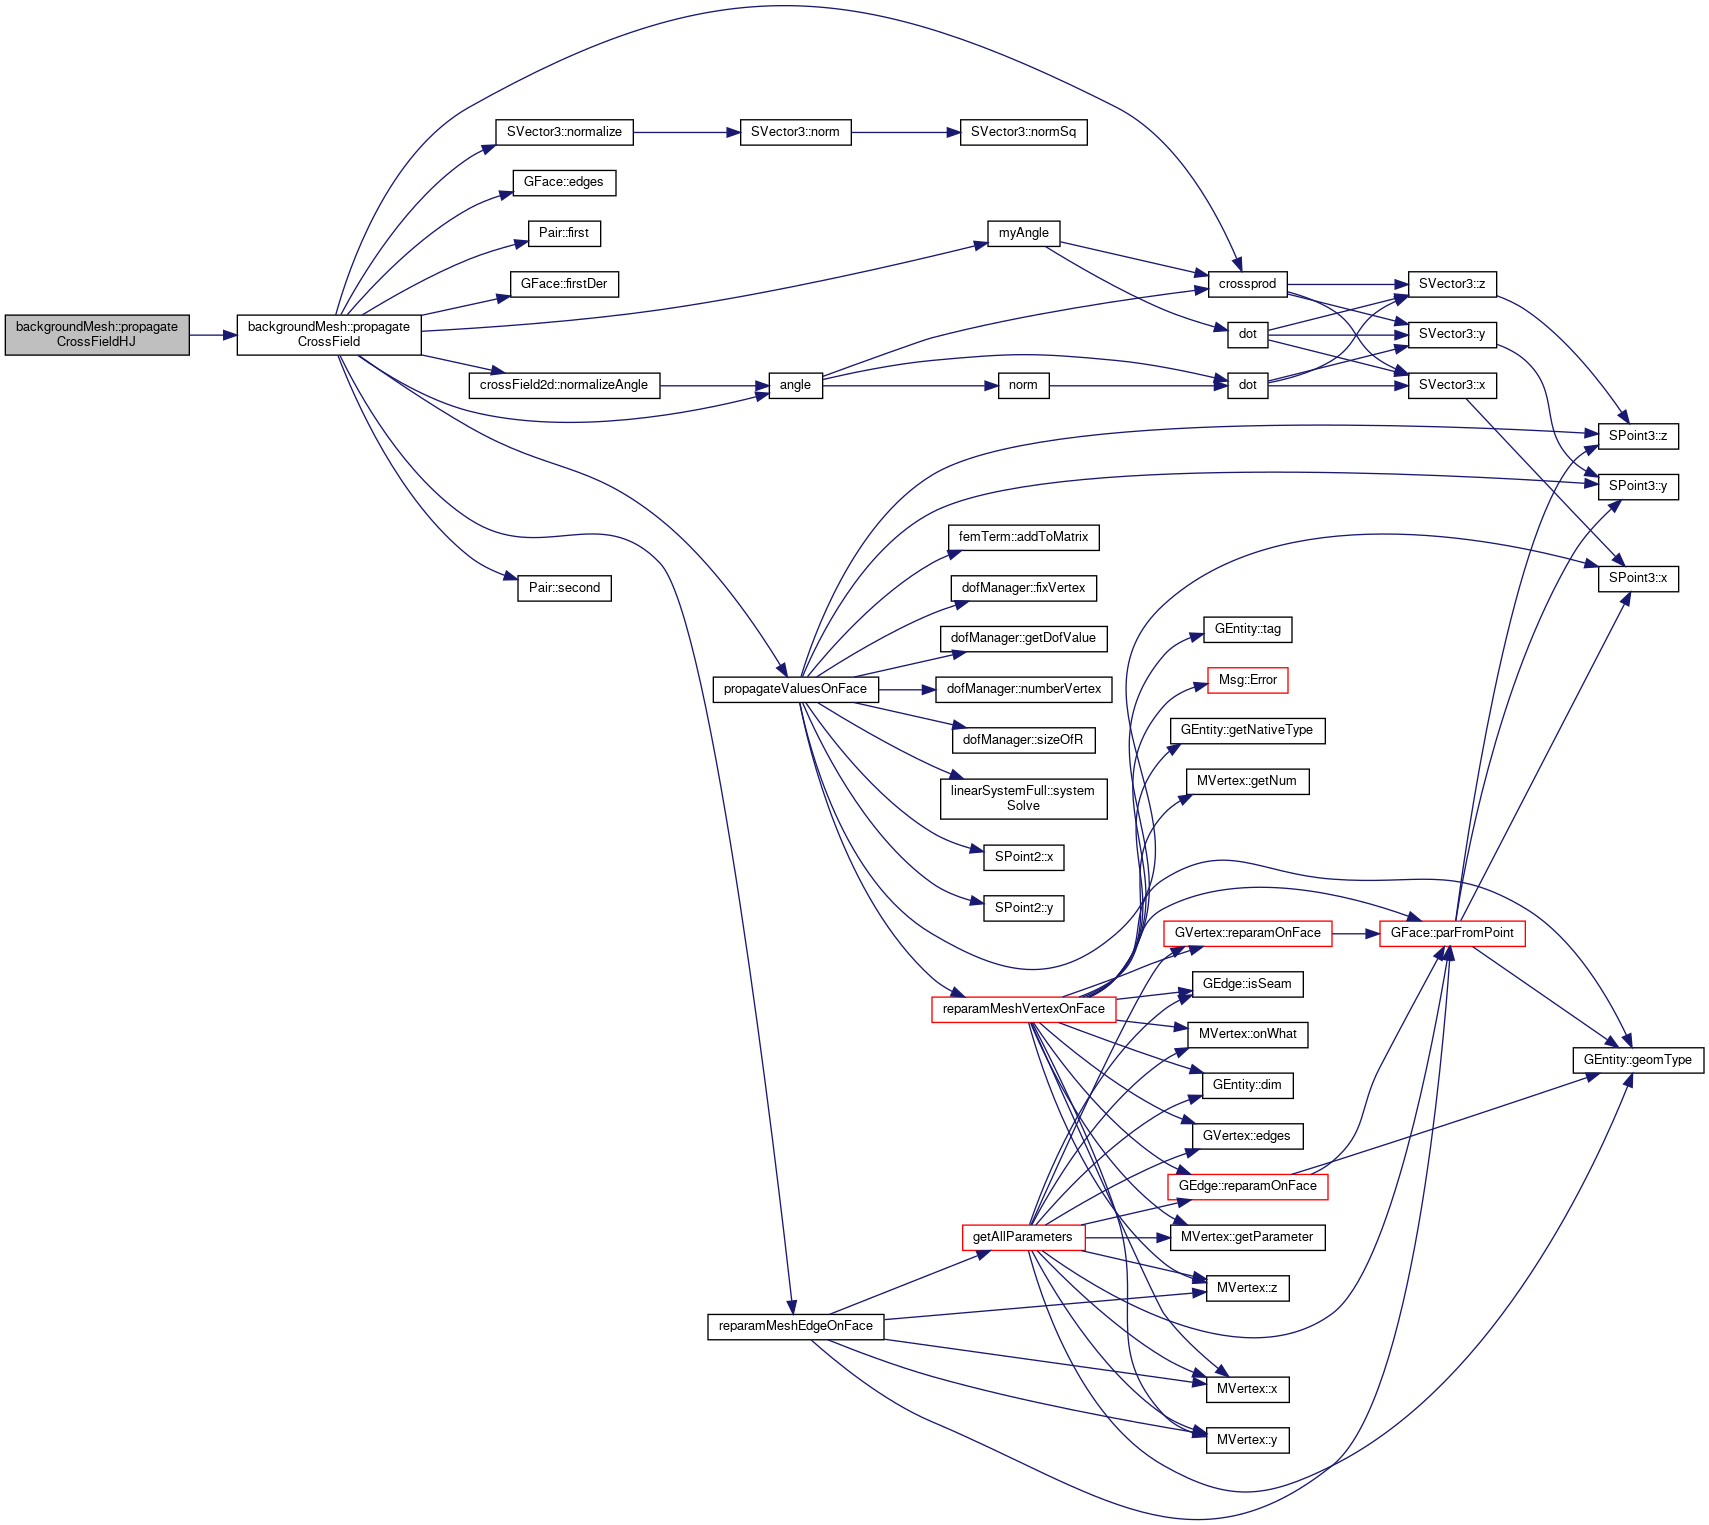 backgroundMesh::propagate
CrossFieldHJ
backgroundMesh::propagate
CrossField
SVector3::normalize
SVector3::norm
SVector3::normSq
GFace::edges
Pair::first
GFace::firstDer
crossField2d::normalizeAngle
angle
norm
myAngle
crossprod
dot
dot
SVector3::z
SVector3::y
SVector3::x
SPoint3::z
SPoint3::y
SPoint3::x
Pair::second
propagateValuesOnFace
femTerm::addToMatrix
dofManager::fixVertex
dofManager::getDofValue
dofManager::numberVertex
dofManager::sizeOfR
linearSystemFull::system
Solve
SPoint2::x
SPoint2::y
reparamMeshVertexOnFace
GEntity::tag
Msg::Error
GEntity::getNativeType
MVertex::getNum
GVertex::reparamOnFace
GFace::parFromPoint
GEdge::isSeam
MVertex::onWhat
GEntity::geomType
GEntity::dim
GVertex::edges
GEdge::reparamOnFace
getAllParameters
MVertex::getParameter
MVertex::z
reparamMeshEdgeOnFace
MVertex::x
MVertex::y